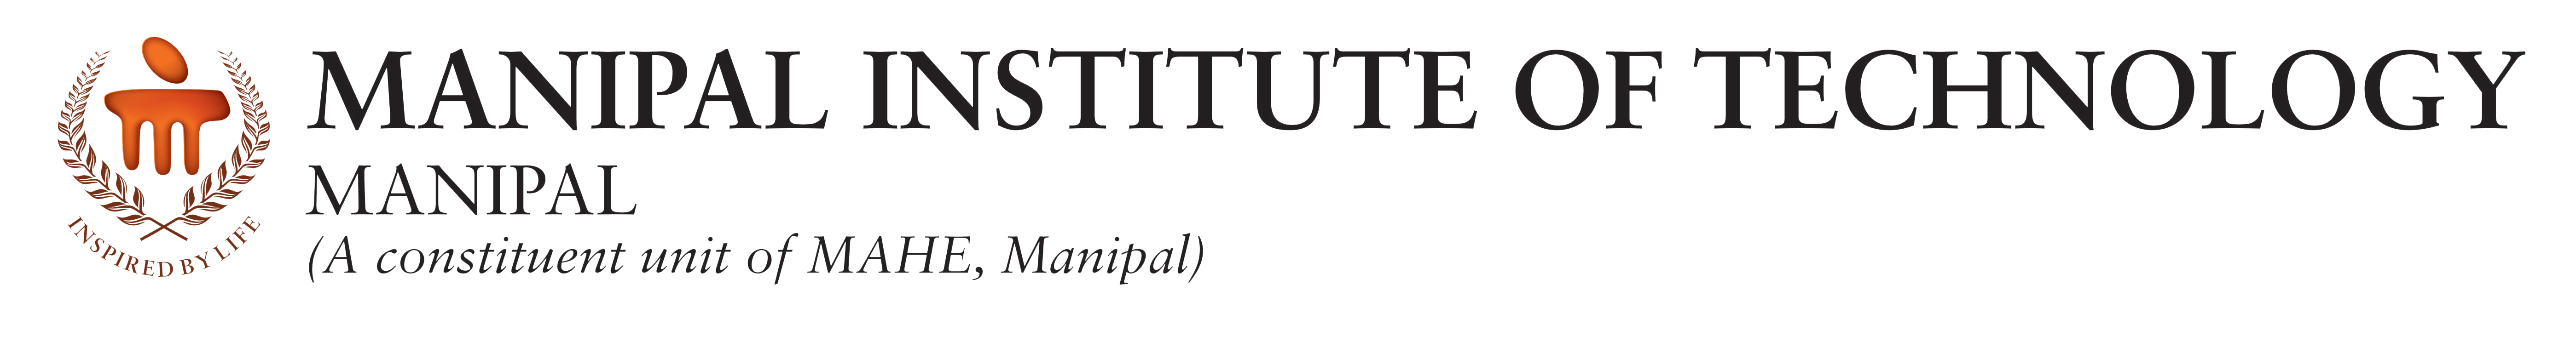 MANIPAL INSTITUTE OF TECHNOLOGY
MANIPAL
(A constituent unit of MAHE, Manipal)
INSPIRED BY LIFE